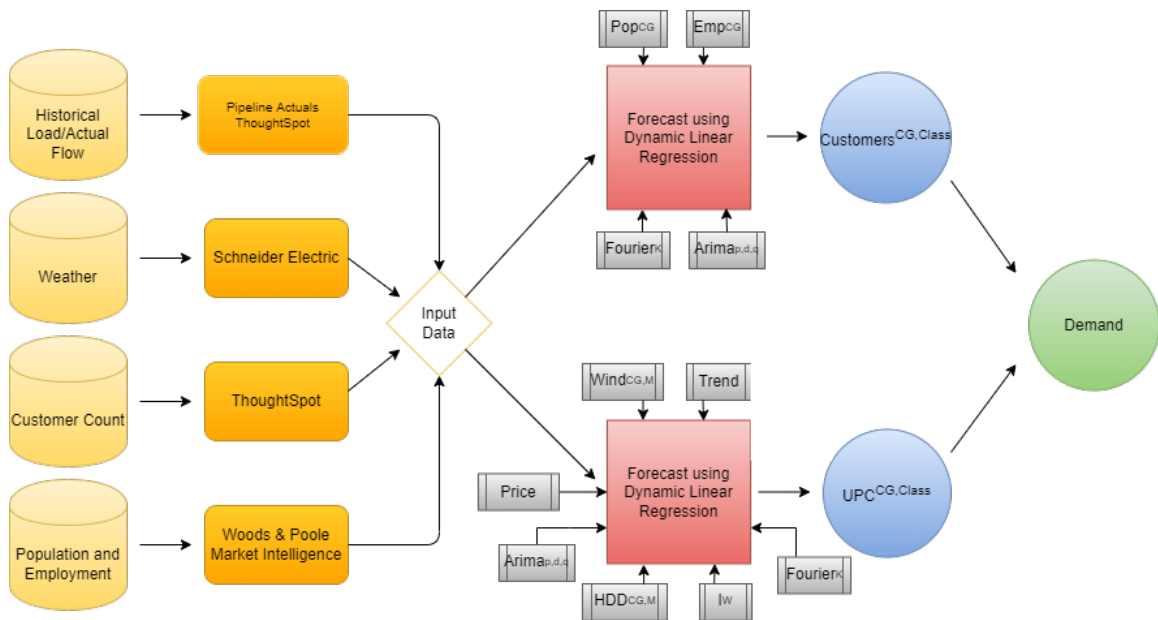 Historical
Load/Actual
Flow
Pipeline Actuals
ThoughtSpot
Weather
Schneider Electric
Customer Count
ThoughtSpot
Population and
Employment
Woods & Poole
Market Intelligence
Input
Data
PopCG
EmpCG
Forecast using
Dynamic Linear
Regression
FourierK
Arimap,d,q
CustomersCG,Class
WindCG,M
Trend
Price
Forecast using
Dynamic Linear
Regression
Arimap,d,q
FourierK
HDDCG,M
IW
UPCCG,Class
Demand